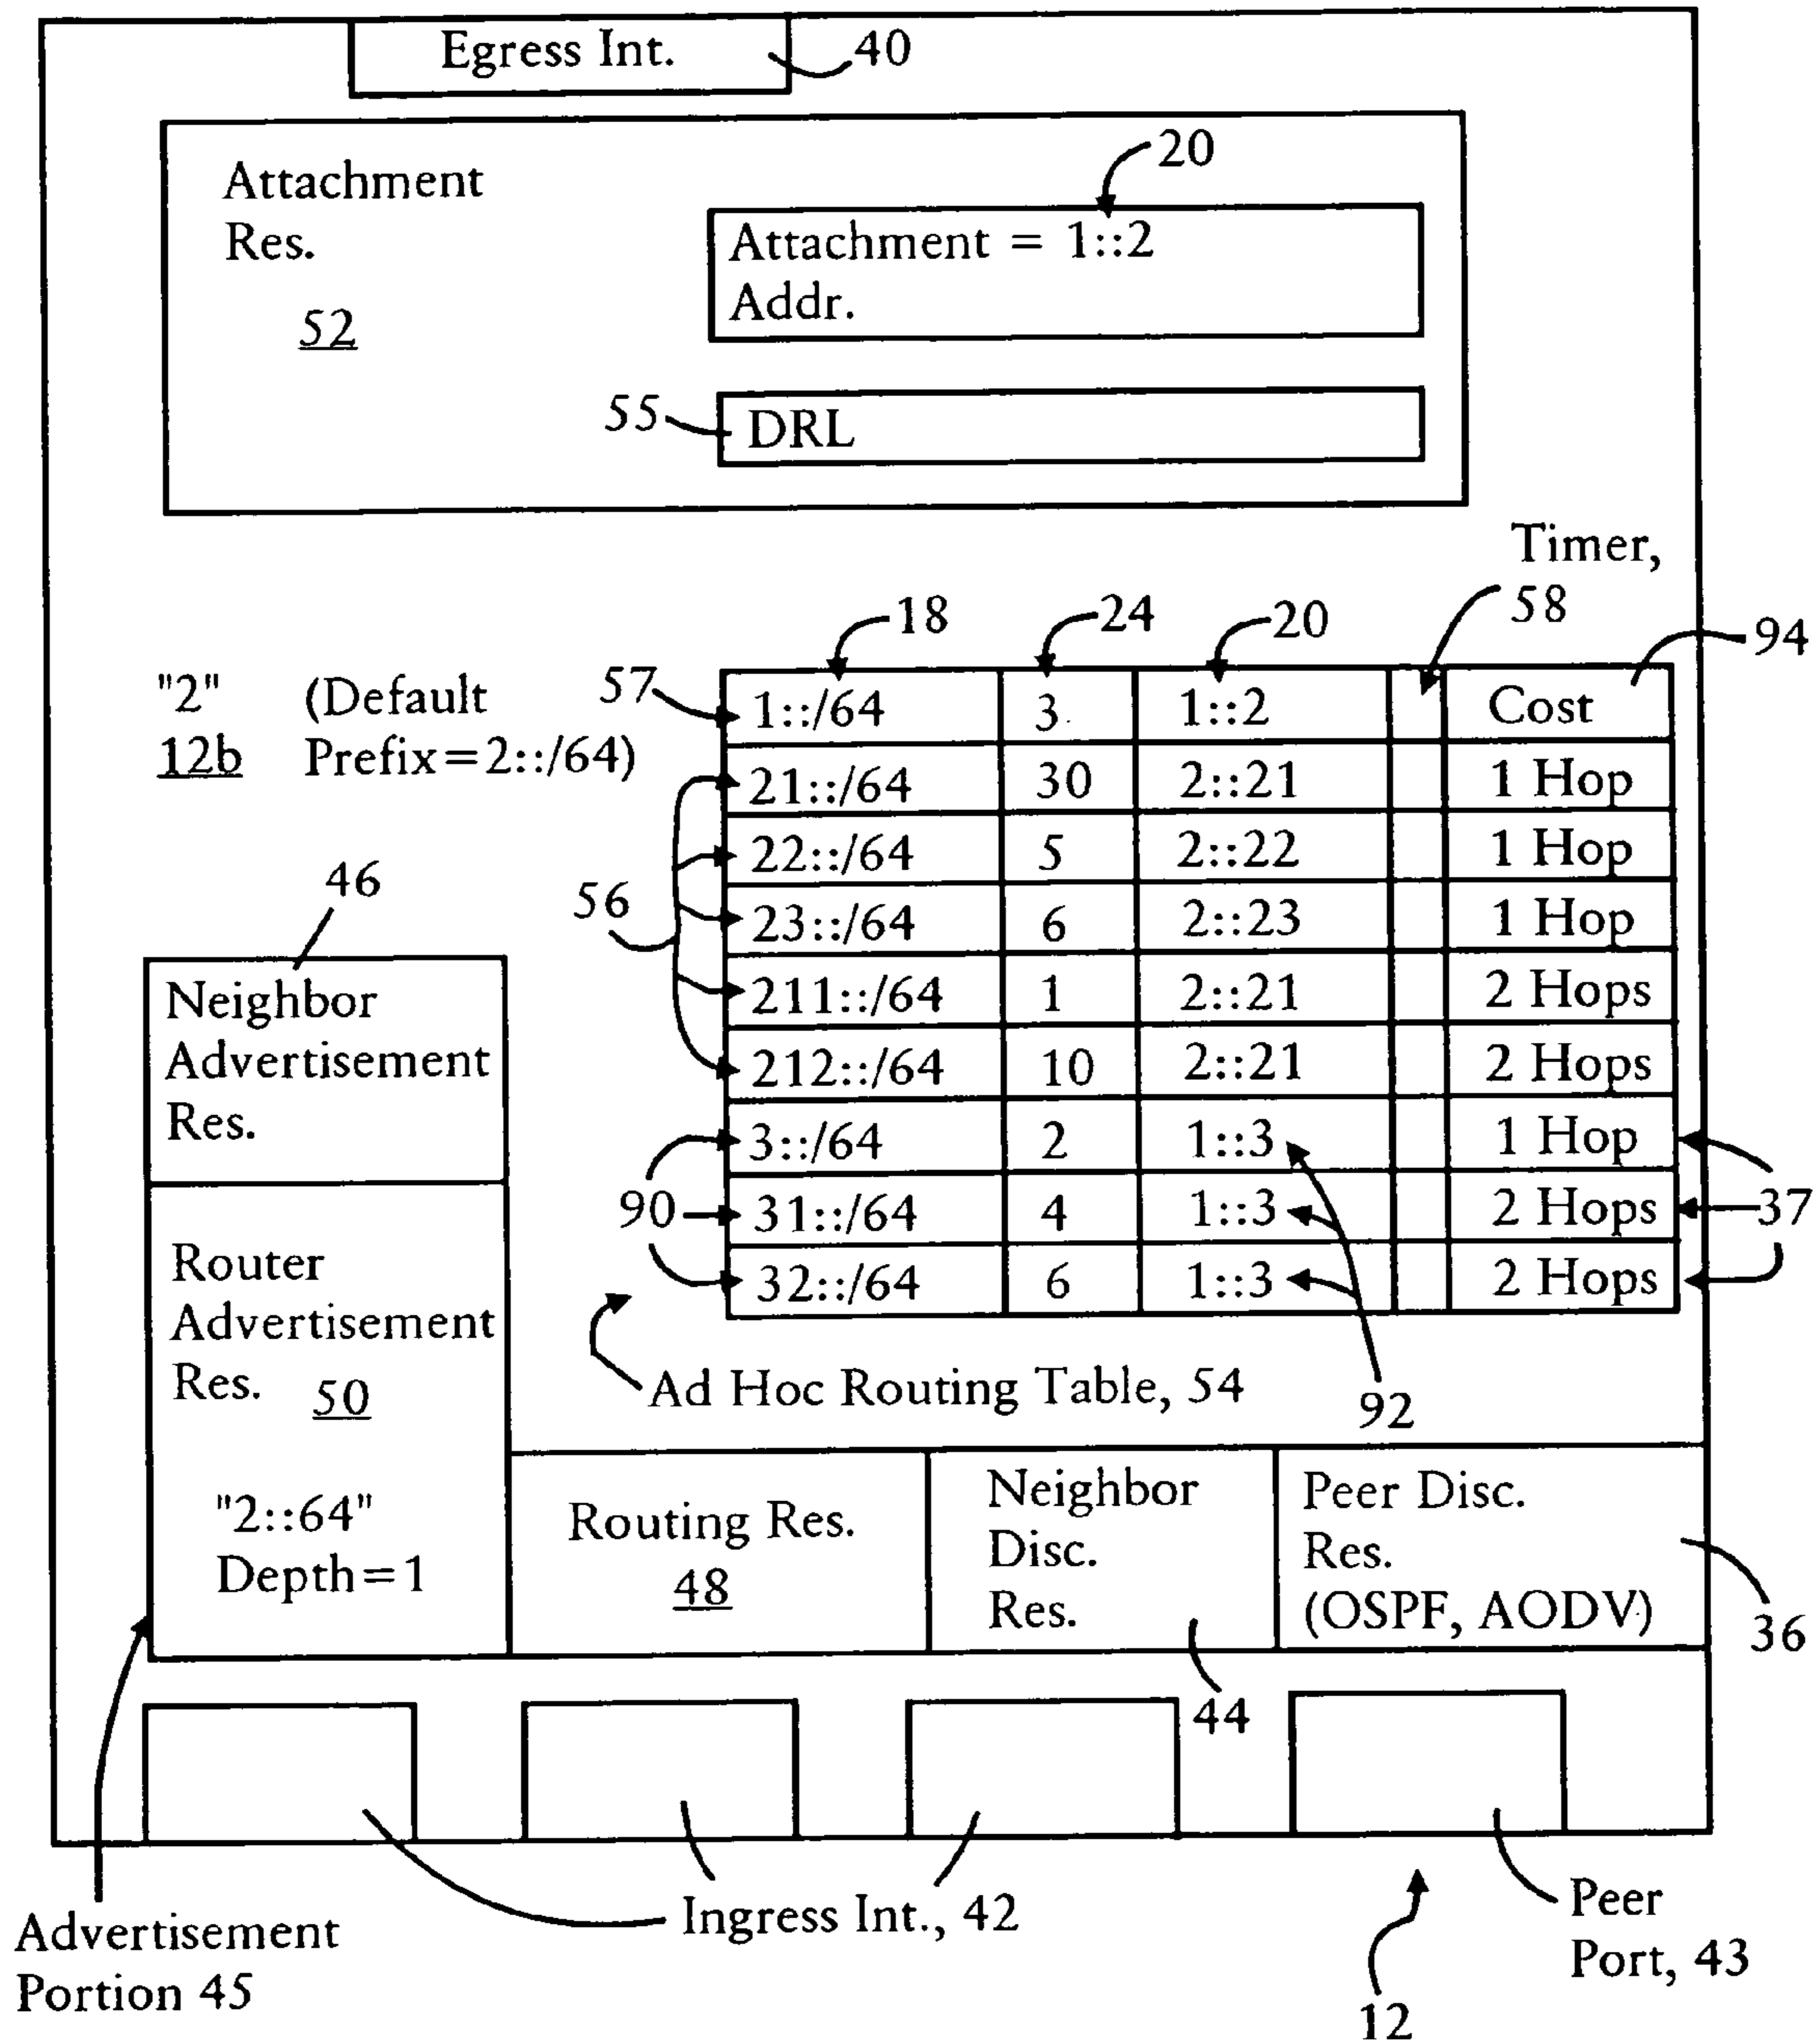 Egress Int.
40
Attachment
Res.
52
20
Attachment = 1::2
Addr.
55
DRL
Timer,
58
18
24
20
94
"2"
12b
(Default
Prefix=2::/64)
57
1::/64 3 1::2 Cost
21::/64 30 2::21 1 Hop
22::/64 5 2::22 1 Hop
23::/64 6 2::23 1 Hop
211::/64 1 2::21 2 Hops
212::/64 10 2::21 2 Hops
3::/64 2 1::3 1 Hop
31::/64 4 1::3 2 Hops
32::/64 6 1::3 2 Hops
56
90
37
92
Ad Hoc Routing Table, 54
46
Neighbor
Advertisement
Res.
Router
Advertisement
Res.
50
"2::64"
Depth=1
Routing Res.
48
Neighbor
Disc.
Res.
44
Peer Disc.
Res.
(OSPF, AODV)
36
Advertisement
Portion 45
Ingress Int., 42
Peer
Port, 43
12